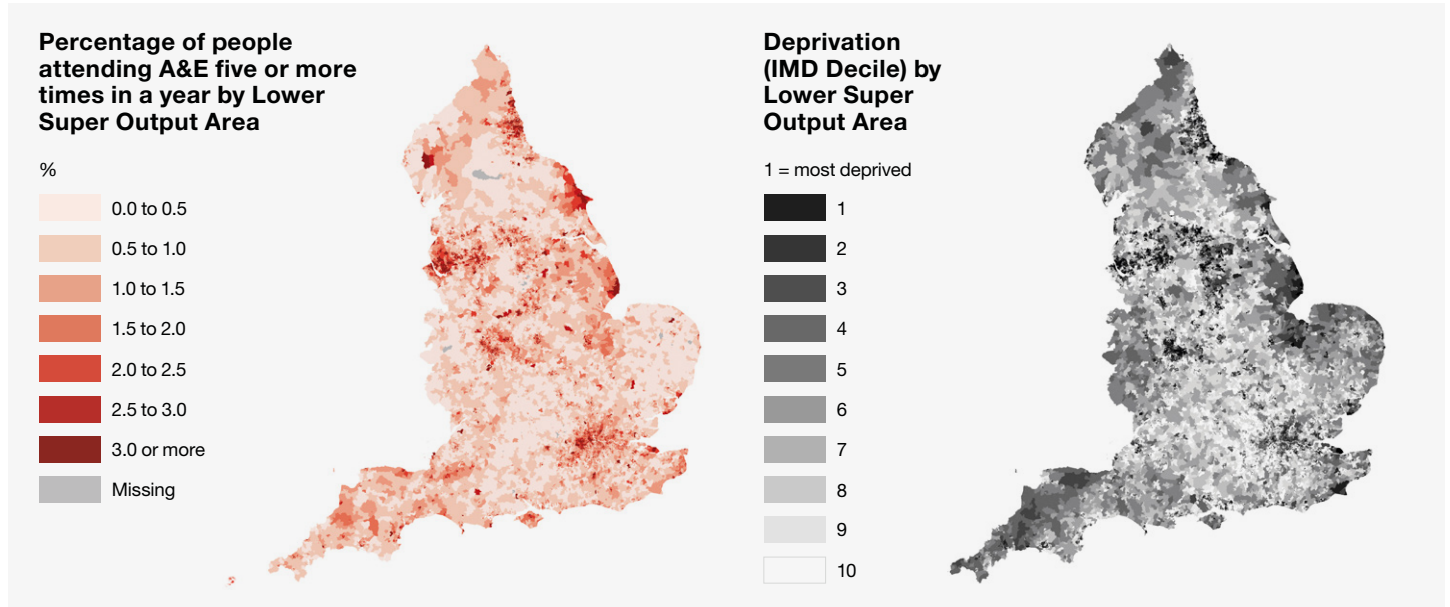 Percentage of people
attending A&E five or more
times in a year by Lower
Super Output Area
%
0.0 to 0.5
0.5 to 1.0
1.0 to 1.5
1.5 to 2.0
2.0 to 2.5
2.5 to 3.0
3.0 or more
Missing
Deprivation
(IMD Decile) by
Lower Super
Output Area
1 = most deprived
1
2
3
4
5
6
7
8
9
10